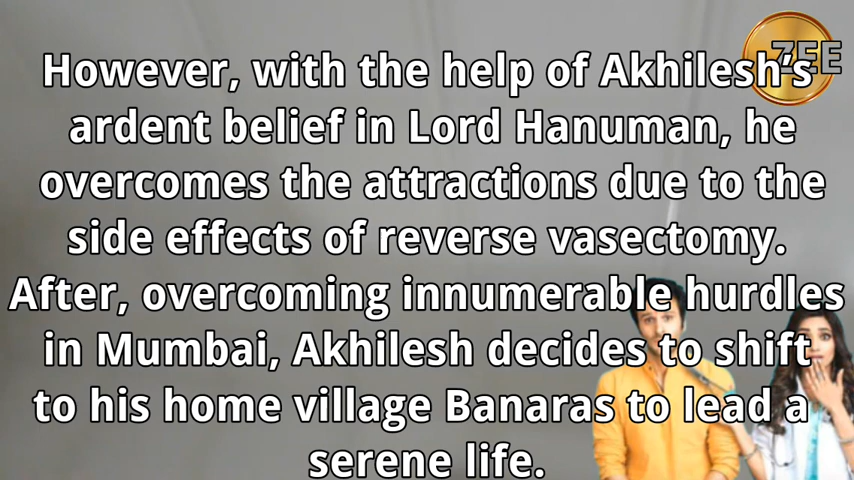 ZEE
However, with the help of Akhilesh's
ardent belief in Lord Hanuman, he
overcomes the attractions due to the
side effects of reverse vasectomy.
After, overcoming innumerable hurdles
in Mumbai, Akhilesh decides to shift
to his home village Banaras to lead a
serene life.